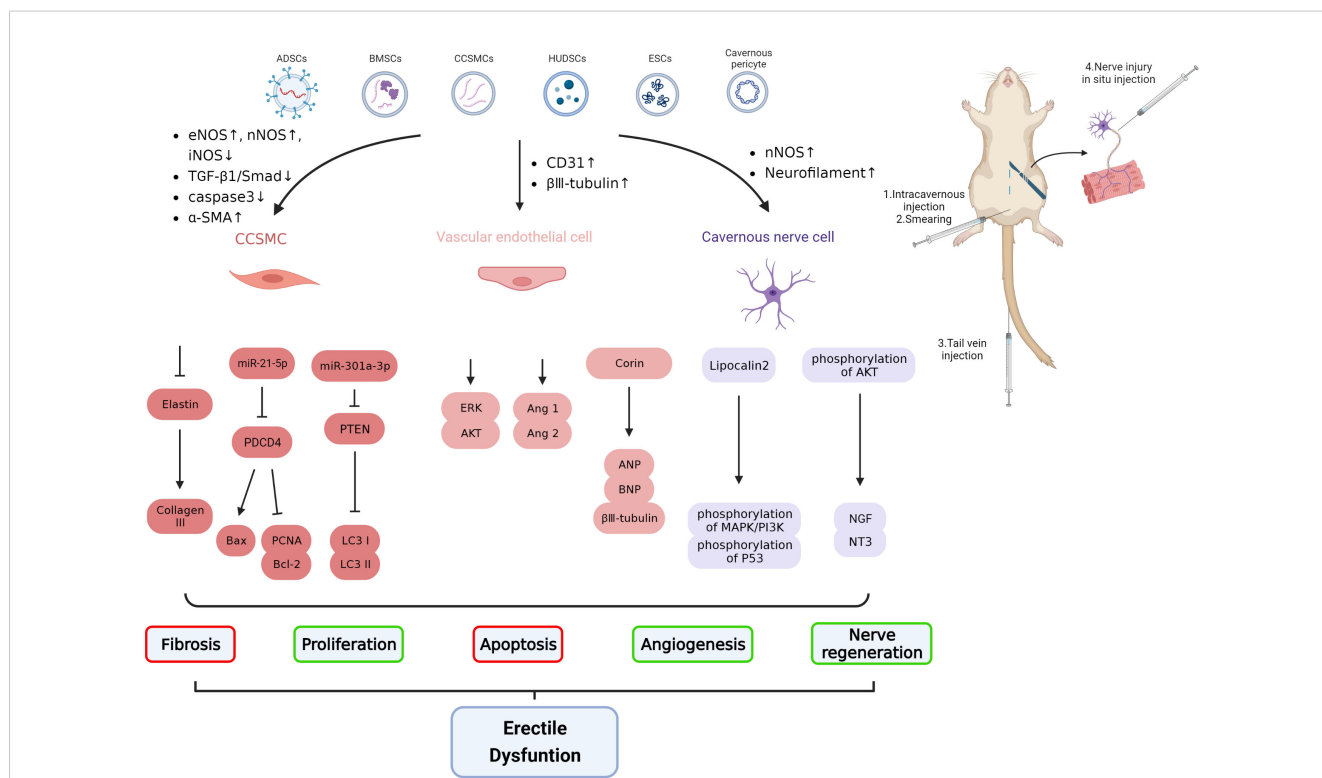 ADSCs
BMSCs
CCSMCs
HUDSCs
ESCs
Cavernous
pericyte
• eNOS↑, nNOS↑,
iNOS↓
• TGF-β1/Smad↓
• caspase3↓
• α-SMA↑
• CD31↑
• βⅢ-tubulin↑
• nNOS↑
• Neurofilament↑
CCSMC
Vascular endothelial cell
Cavernous nerve cell
4.Nerve injury
in situ injection
1.Intracavernous
injection
2.Smearing
3.Tail vein
injection
Elastin
Collagen
III
miR-21-5p
PDCD4
Bax
PCNA
Bcl-2
miR-301a-3p
PTEN
LC3 I
LC3 II
ERK
AKT
Ang 1
Ang 2
Corin
ANP
BNP
βⅢ-tubulin
Lipocalin2
phosphorylation
of MAPK/PI3K
phosphorylation
of P53
phosphorylation
of AKT
NGF
NT3
Fibrosis
Proliferation
Apoptosis
Angiogenesis
Nerve
regeneration
Erectile
Dysfuntion